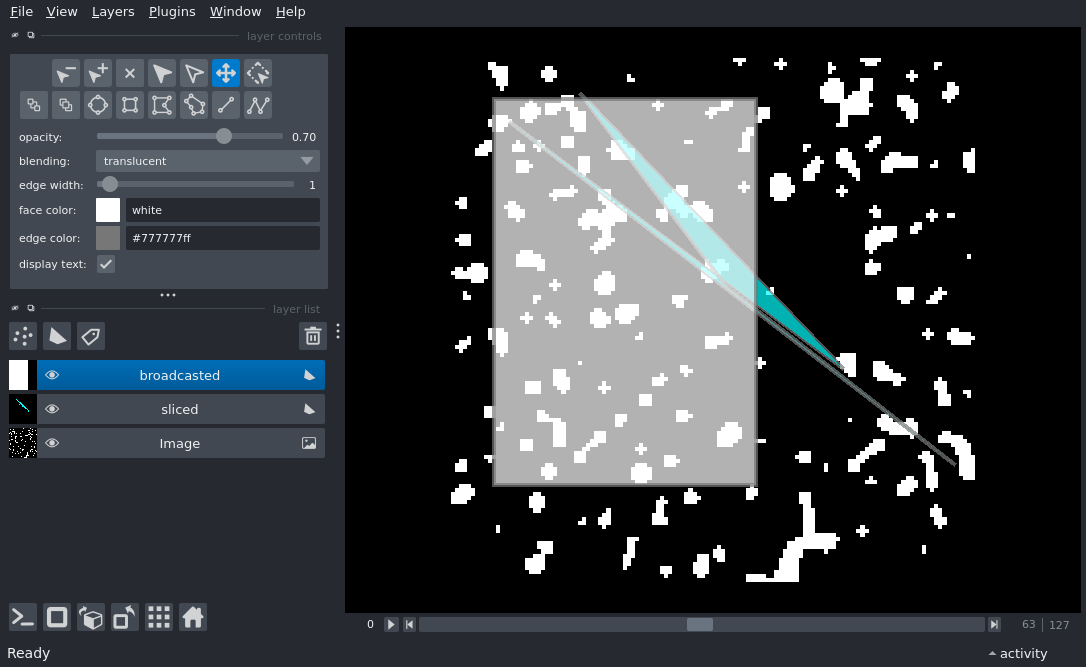 File View Layers Plugins Window Help
layer controls
opacity: 0.70
blending: translucent
edge width: 1
face color: white
edge color: #777777ff
display text:
layer list
broadcasted
sliced
Image
0 63 127
Ready activity